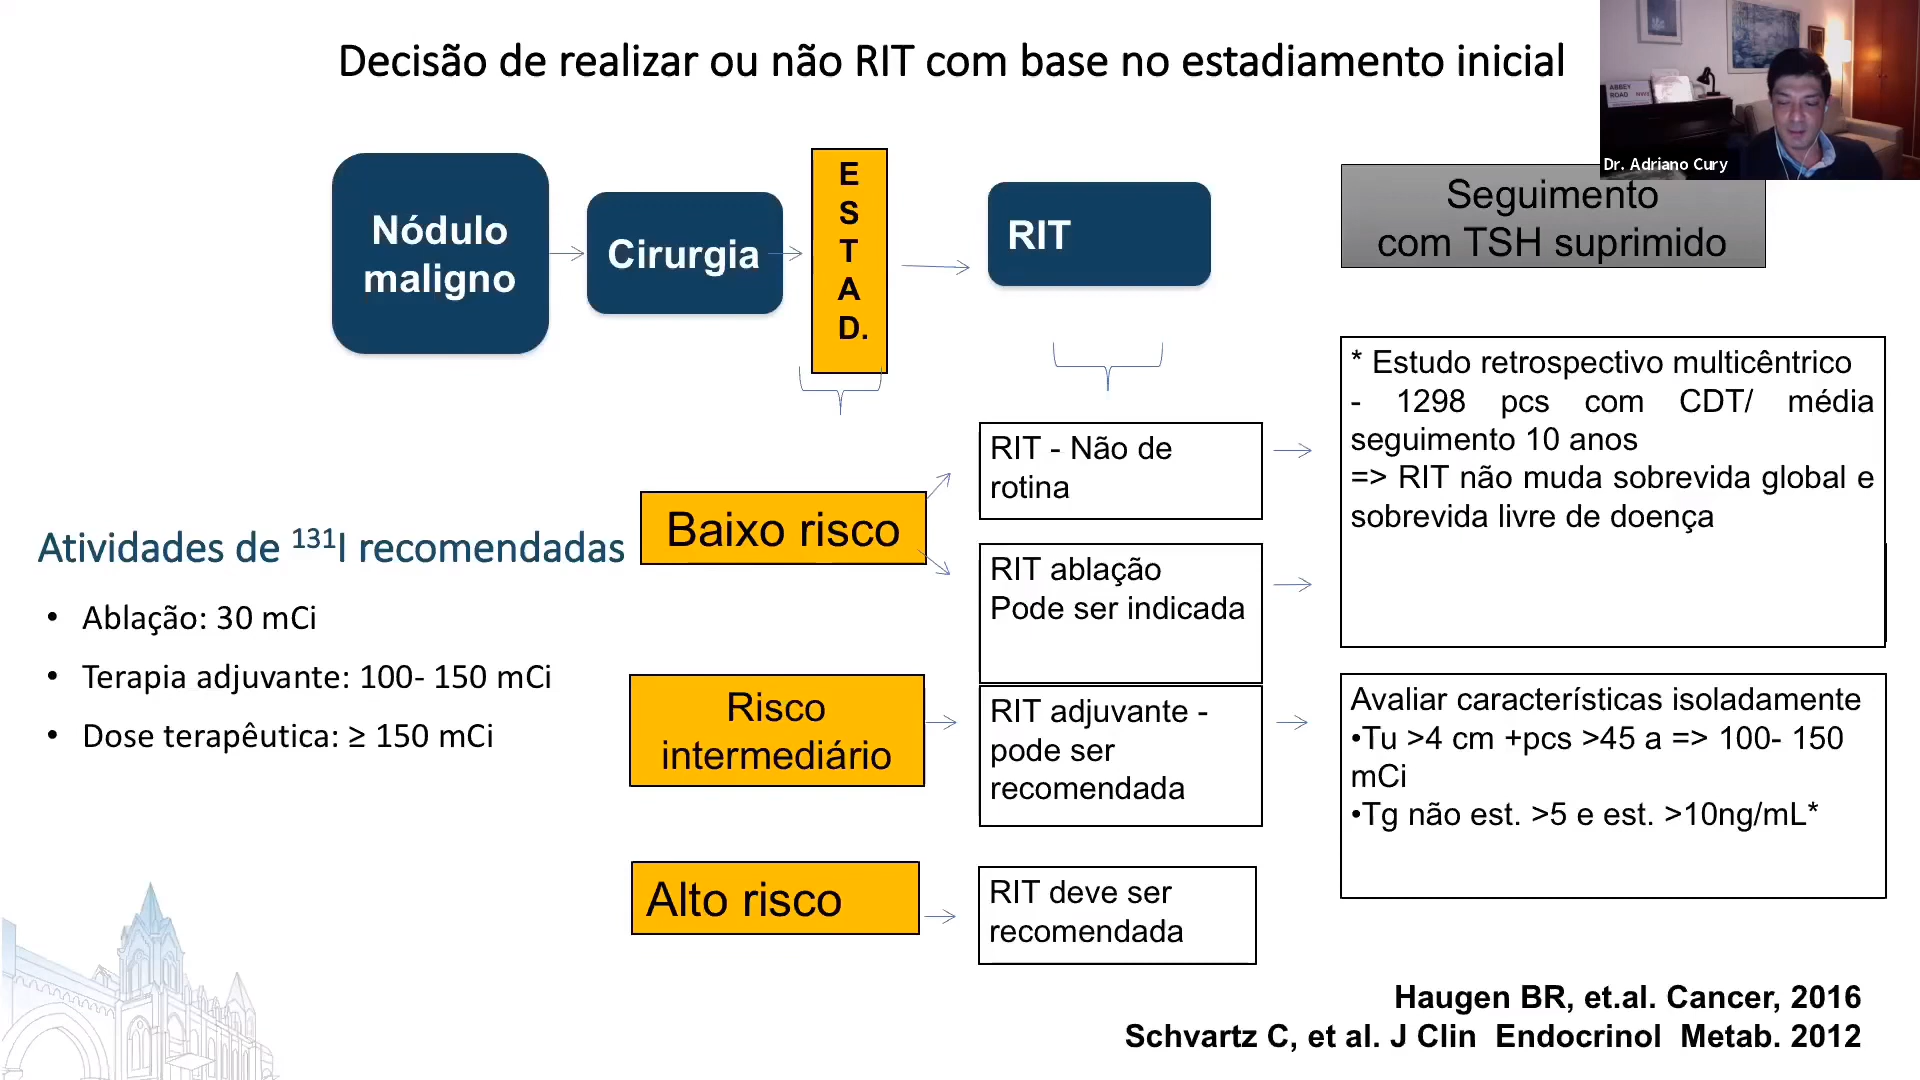 Decisão de realizar ou não RIT com base no estadiamento inicial
ABBEY
ROAD
Dr. Adriano Cury
Nódulo
maligno
Cirurgia
E
S
T
A
D.
RIT
Seguimento
com TSH suprimido
Atividades de ¹³¹I recomendadas
• Ablação: 30 mCi
• Terapia adjuvante: 100- 150 mCi
• Dose terapêutica: ≥ 150 mCi
Baixo risco
RIT - Não de
rotina
RIT ablação
Pode ser indicada
* Estudo retrospectivo multicêntrico
- 1298 pcs com CDT/ média
seguimento 10 anos
=> RIT não muda sobrevida global e
sobrevida livre de doença
Risco
intermediário
RIT adjuvante -
pode ser
recomendada
Avaliar características isoladamente
•Tu >4 cm +pcs >45 a => 100- 150
mCi
•Tg não est. >5 e est. >10ng/mL*
Alto risco
RIT deve ser
recomendada
Haugen BR, et.al. Cancer, 2016
Schvartz C, et al. J Clin Endocrinol Metab. 2012